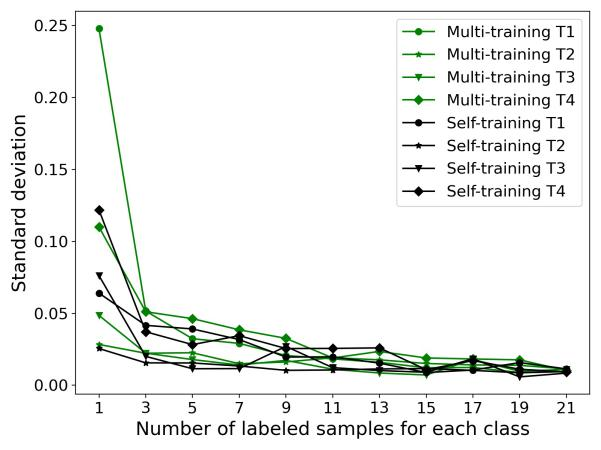 0.25
0.20
0.15
0.10
0.05
0.00
Standard deviation
Multi-training T1
Multi-training T2
Multi-training T3
Multi-training T4
Self-training T1
Self-training T2
Self-training T3
Self-training T4
1 3 5 7 9 11 13 15 17 19 21
Number of labeled samples for each class